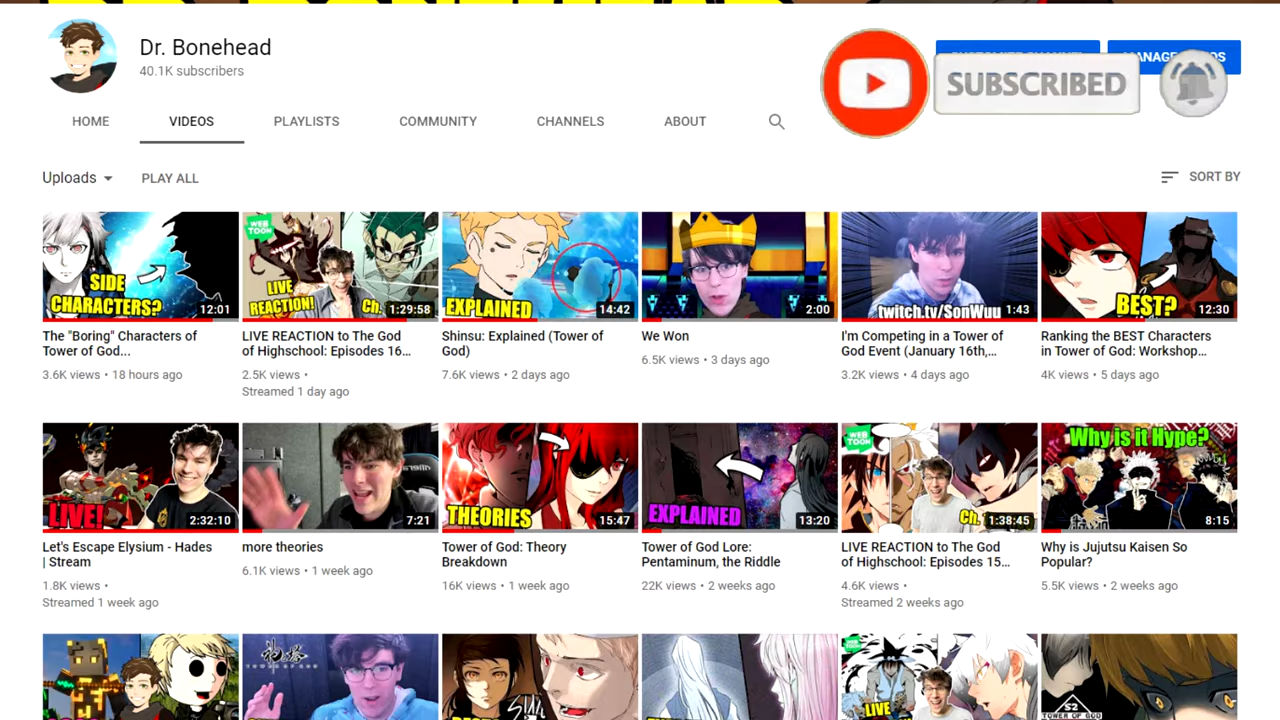 Dr. Bonehead
40.1K subscribers
SUBSCRIBED
HOME VIDEOS PLAYLISTS COMMUNITY CHANNELS ABOUT
Uploads PLAY ALL SORT BY
SIDE
CHARACTERS?
12:01
WEB
TOON
LIVE
REACTION!
Ch.
1:29:58
EXPLAINED
14:42
2:00
twitch.tv/SonWuu
1:43
BEST?
12:30
The "Boring" Characters of
Tower of God...
3.6K views • 18 hours ago
LIVE REACTION to The God
of Highschool: Episodes 16...
2.5K views •
Streamed 1 day ago
Shinsu: Explained (Tower of
God)
7.6K views • 2 days ago
We Won
6.5K views • 3 days ago
I'm Competing in a Tower of
God Event (January 16th,...
3.2K views • 4 days ago
Ranking the BEST Characters
in Tower of God: Workshop...
4K views • 5 days ago
LIVE!
2:32:10
7:21
THEORIES
15:47
EXPLAINED
13:20
WEB
TOON
Ch.
1:38:45
Why is it Hype?
8:15
Let's Escape Elysium - Hades
| Stream
1.8K views •
Streamed 1 week ago
more theories
6.1K views • 1 week ago
Tower of God: Theory
Breakdown
16K views • 1 week ago
Tower of God Lore:
Pentaminum, the Riddle
22K views • 2 weeks ago
LIVE REACTION to The God
of Highschool: Episodes 15...
4.6K views •
Streamed 2 weeks ago
Why is Jujutsu Kaisen So
Popular?
5.5K views • 2 weeks ago
神之塔
TOWER OF GOD
WEB
TOON
LIVE
S2
TOWER OF GOD